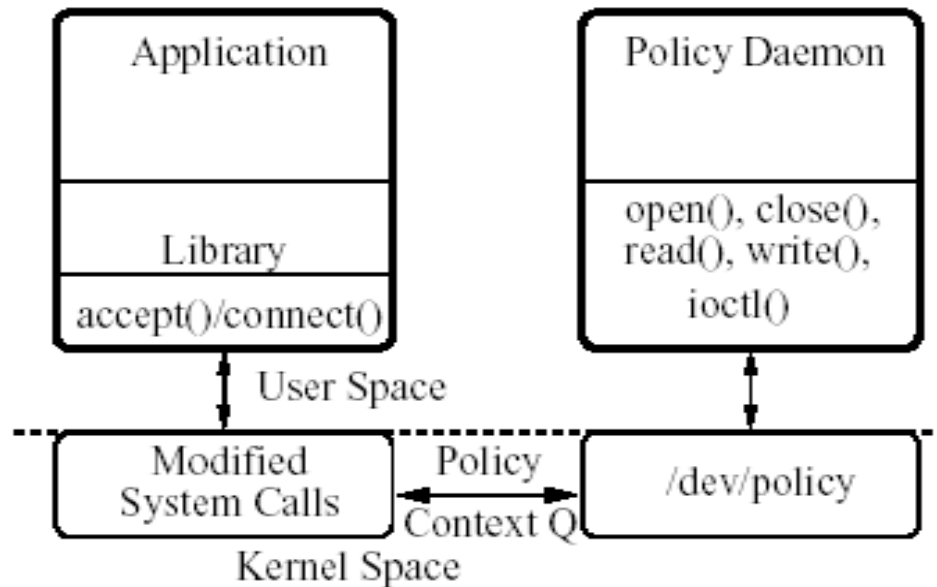 Application
Library
accept()/connect()
Policy Daemon
open(), close(),
read(), write(),
ioctl()
User Space
Modified
System Calls
Policy
Context Q
/dev/policy
Kernel Space